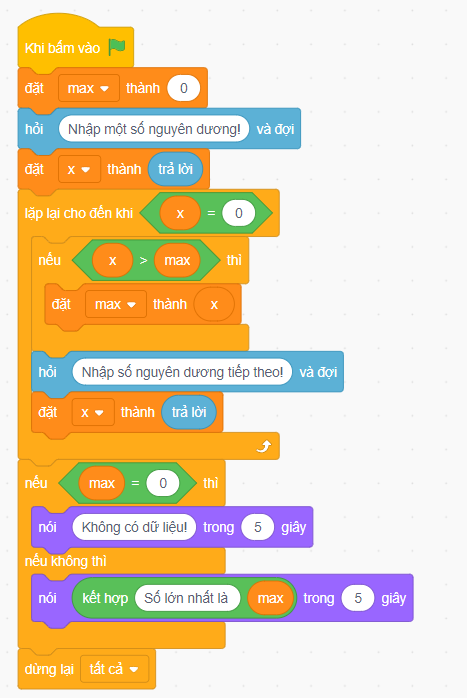 Khi bấm vào
đặt max thành 0
hỏi Nhập một số nguyên dương! và đợi
đặt x thành trả lời
lặp lại cho đến khi x = 0
nếu x > max thì
đặt max thành x
hỏi Nhập số nguyên dương tiếp theo! và đợi
đặt x thành trả lời
nếu max = 0 thì
nói Không có dữ liệu! trong 5 giây
nếu không thì
nói kết hợp Số lớn nhất là max trong 5 giây
dừng lại tất cả